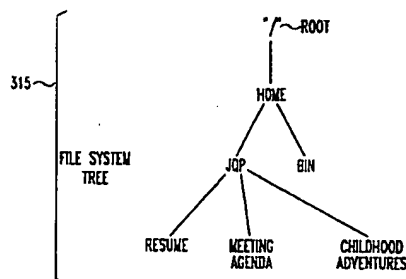 "/" ROOT
315
HOME
FILE SYSTEM
TREE
JQP BIN
RESUME MEETING
AGENDA CHILDHOOD
ADVENTURES